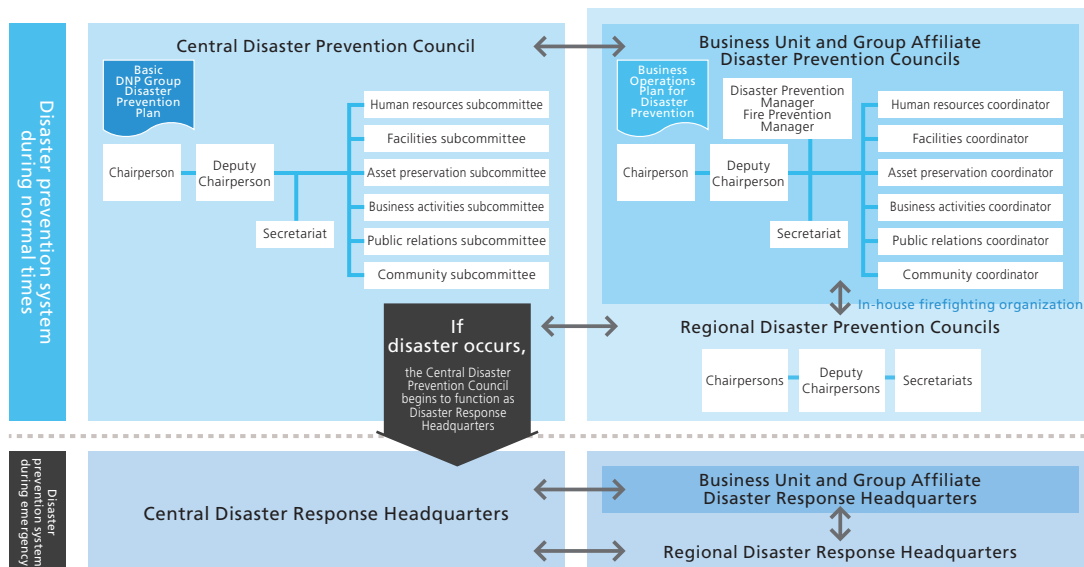 Disaster prevention system
during normal times
Central Disaster Prevention Council
Basic
DNP Group
Disaster
Prevention
Plan
Chairperson
Deputy
Chairperson
Secretariat
Human resources subcommittee
Facilities subcommittee
Asset preservation subcommittee
Business activities subcommittee
Public relations subcommittee
Community subcommittee
Business Unit and Group Affiliate
Disaster Prevention Councils
Business
Operations
Plan for
Disaster
Prevention
Disaster Prevention
Manager
Fire Prevention
Manager
Chairperson
Deputy
Chairperson
Secretariat
Human resources coordinator
Facilities coordinator
Asset preservation coordinator
Business activities coordinator
Public relations coordinator
Community coordinator
In-house firefighting organization
Regional Disaster Prevention Councils
Chairpersons
Deputy
Chairpersons
Secretariats
If
disaster occurs,
the Central Disaster
Prevention Council
begins to function as
Disaster Response
Headquarters
Disaster
prevention system
during emergency
Central Disaster Response Headquarters
Business Unit and Group Affiliate
Disaster Response Headquarters
Regional Disaster Response Headquarters